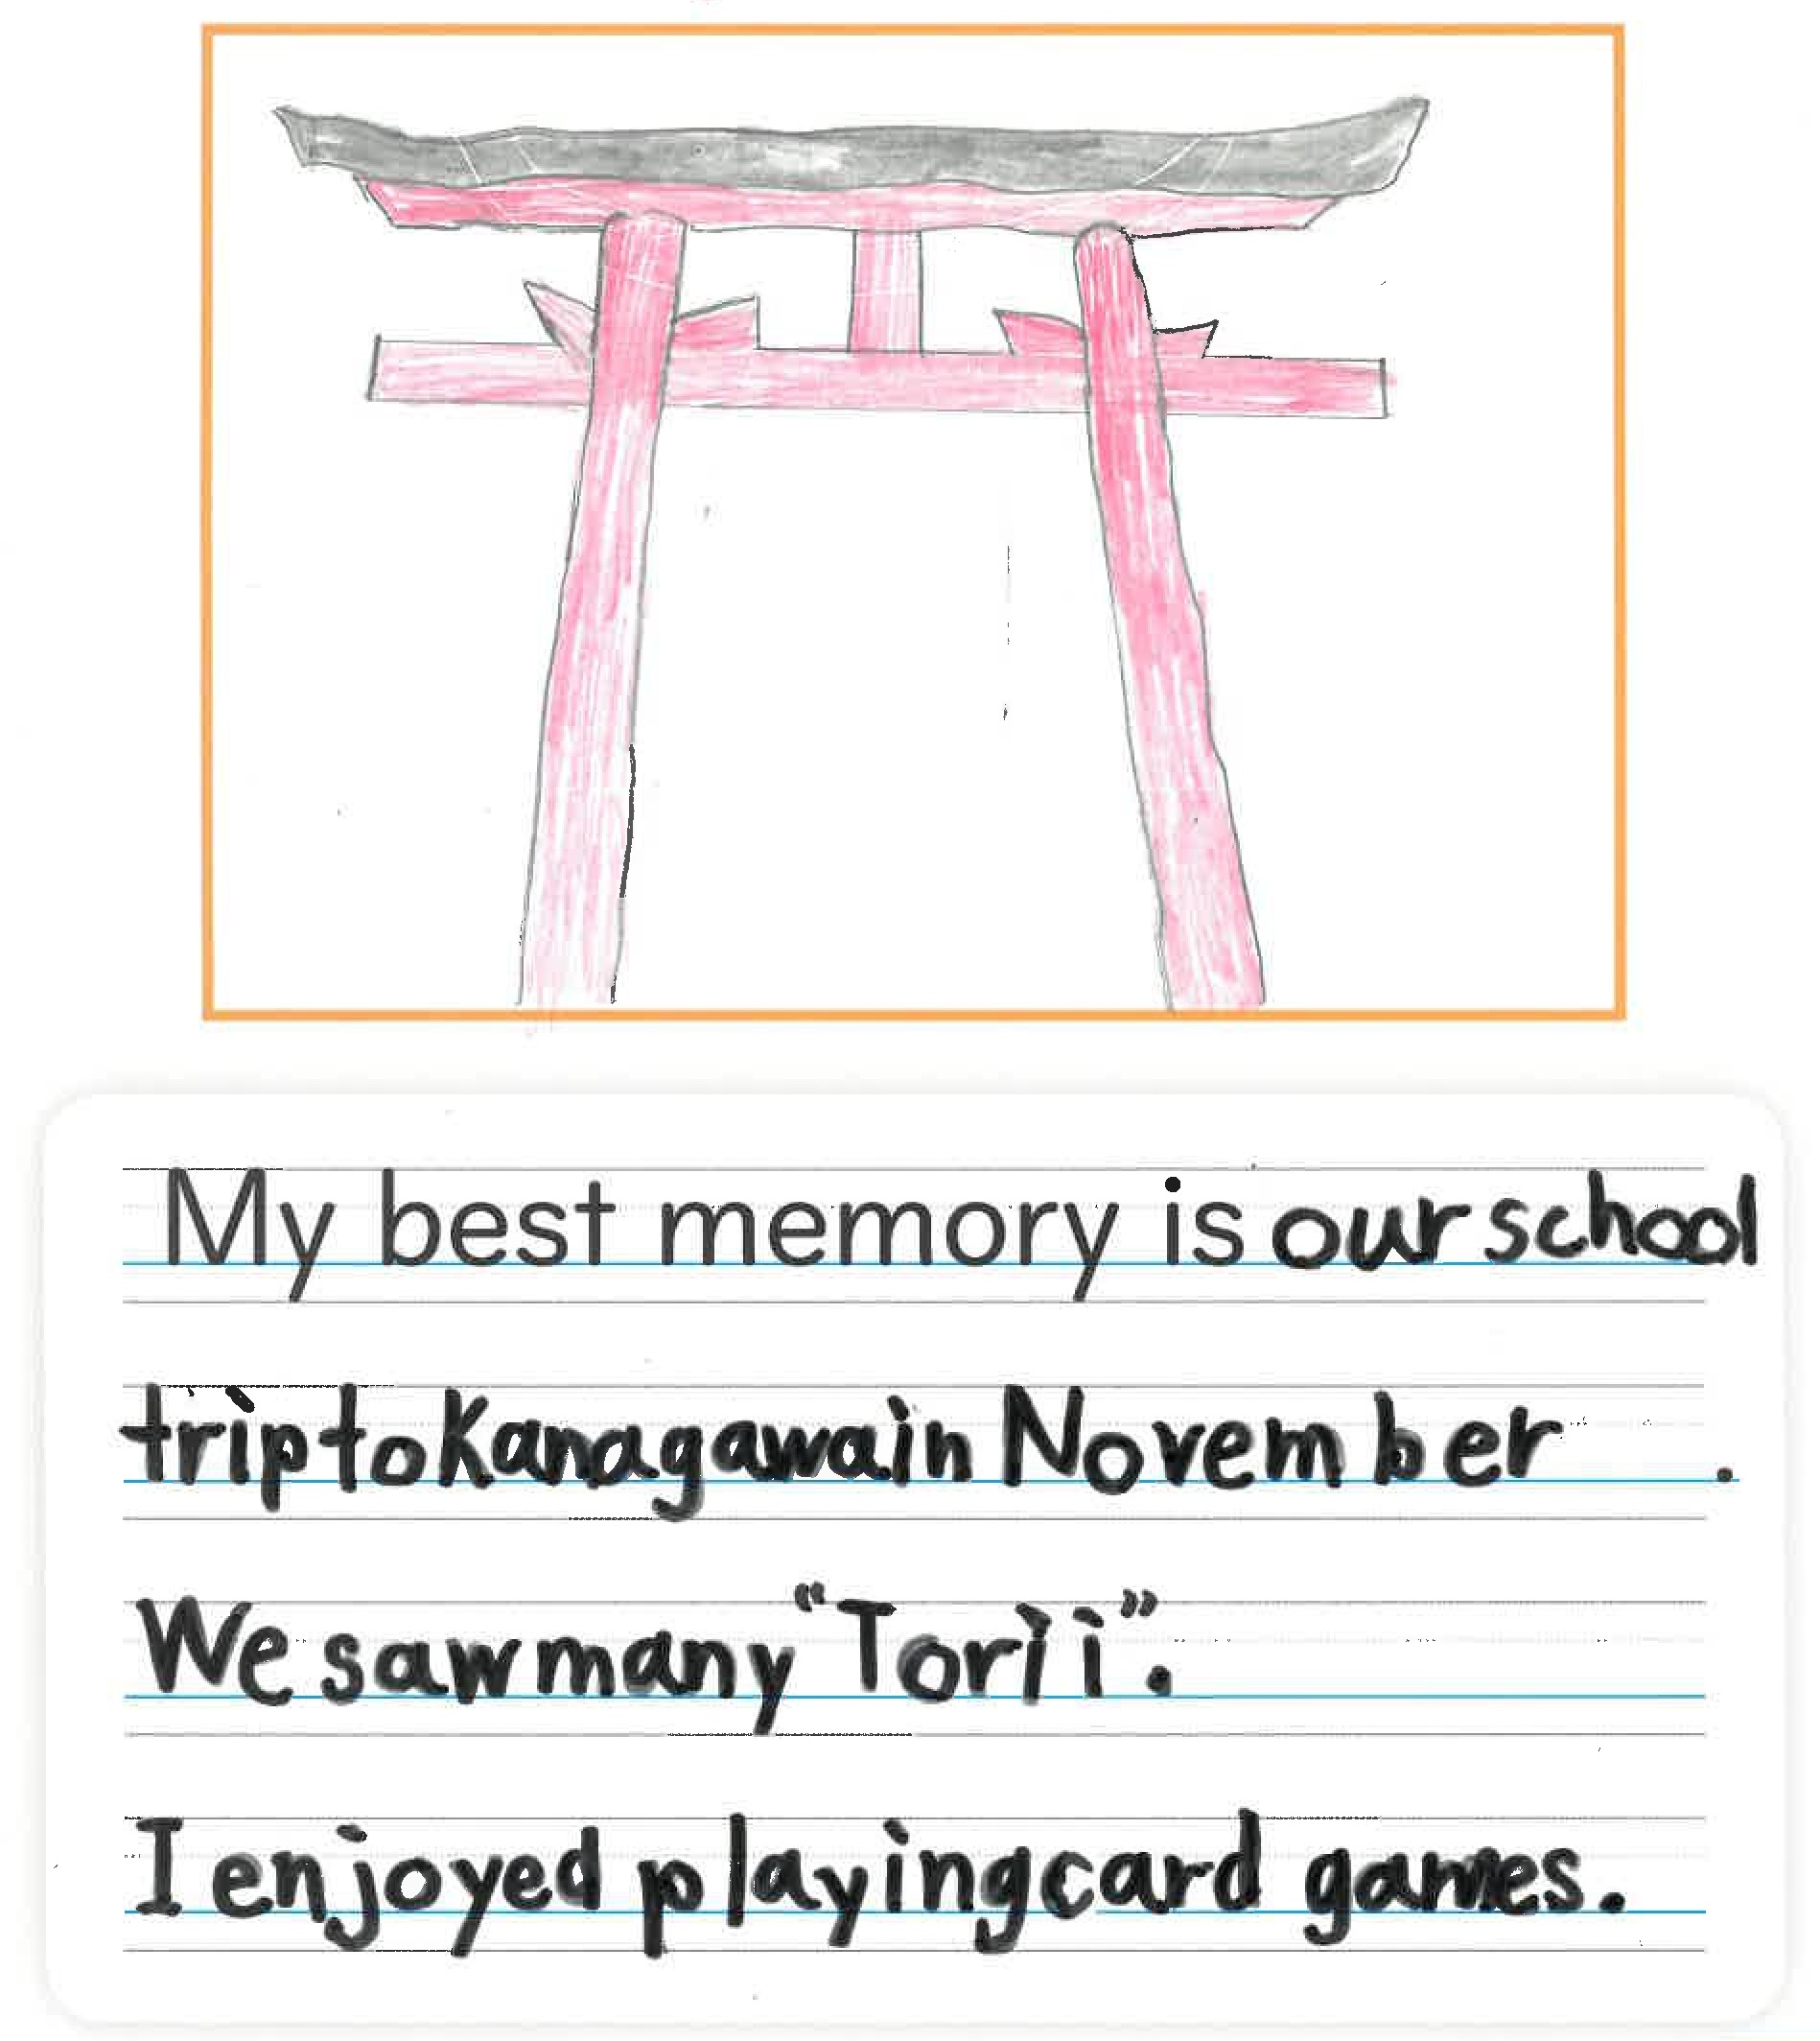 My best memory is our school
trip to Kanagawa in November .
We saw many “Torii”.
I enjoyed playing card games.